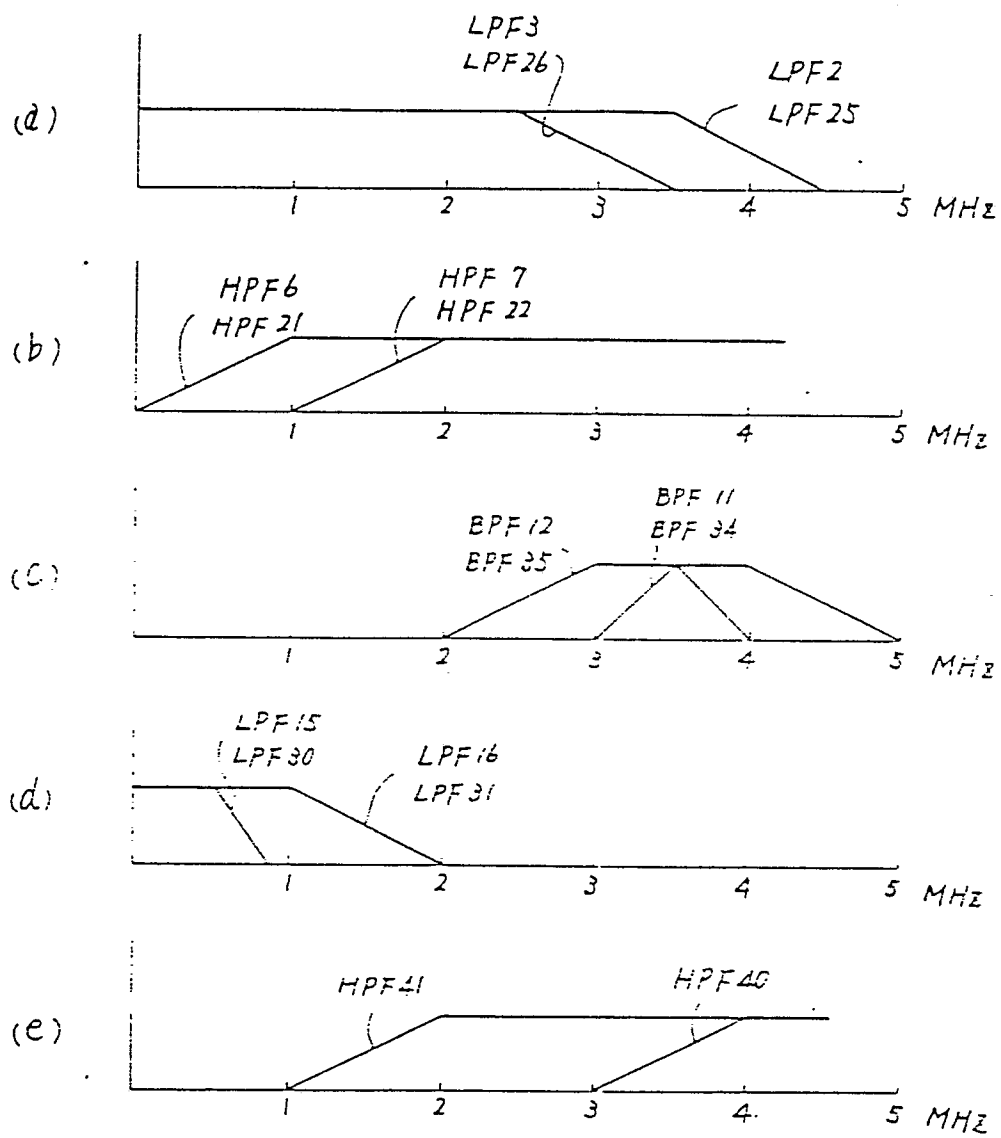 LPF3
LPF26
LPF2
LPF25
(a)
1 2 3 4 5 MHz
HPF6
HPF21
HPF 7
HPF 22
(b)
1 2 3 4 5 MHz
BPF 12
BPF 35
BPF 11
BPF 34
(c)
1 2 3 4 5 MHz
LPF15
LPF30
LPF16
LPF31
(d)
1 2 3 4 5 MHz
HPF41
HPF40
(e)
1 2 3 4 5 MHz